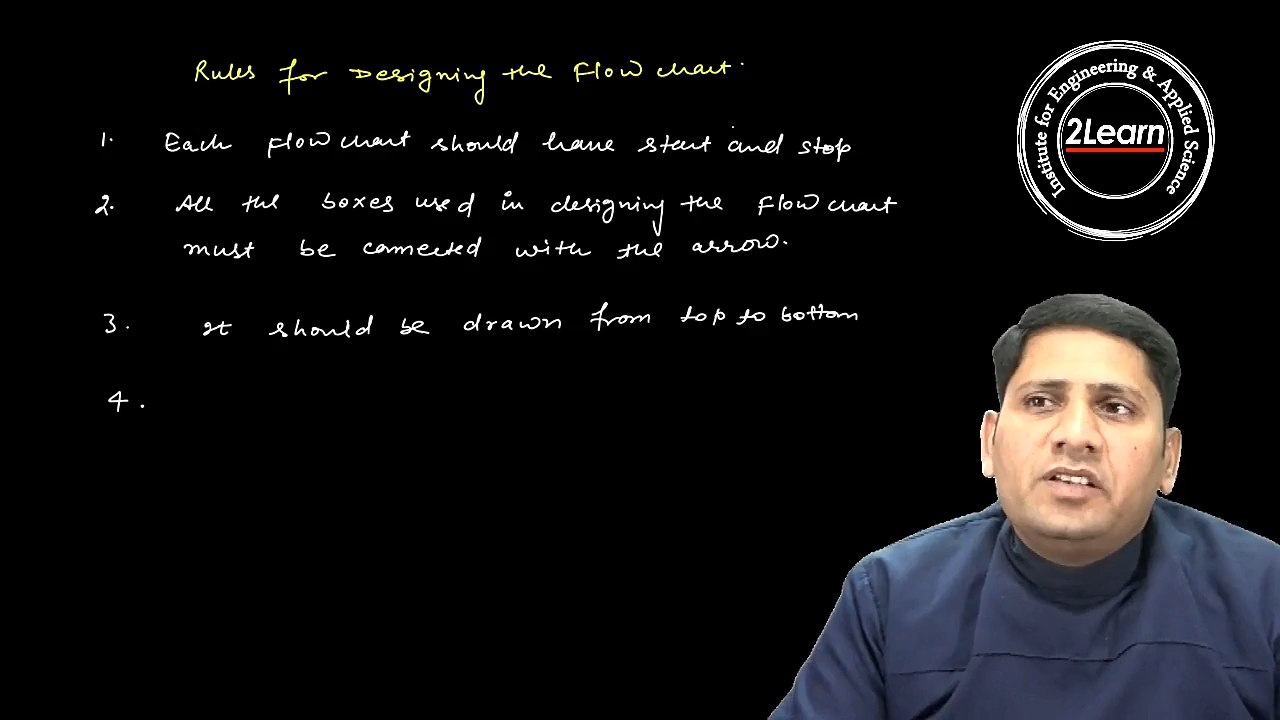 Rules for Designing the Flow chart.
1. Each flow chart should have start and stop
2. All the boxes used in designing the flow chart
must be connected with the arrow.
3. It should be drawn from top to bottom
4.
Institute for Engineering & Applied Science
2Learn